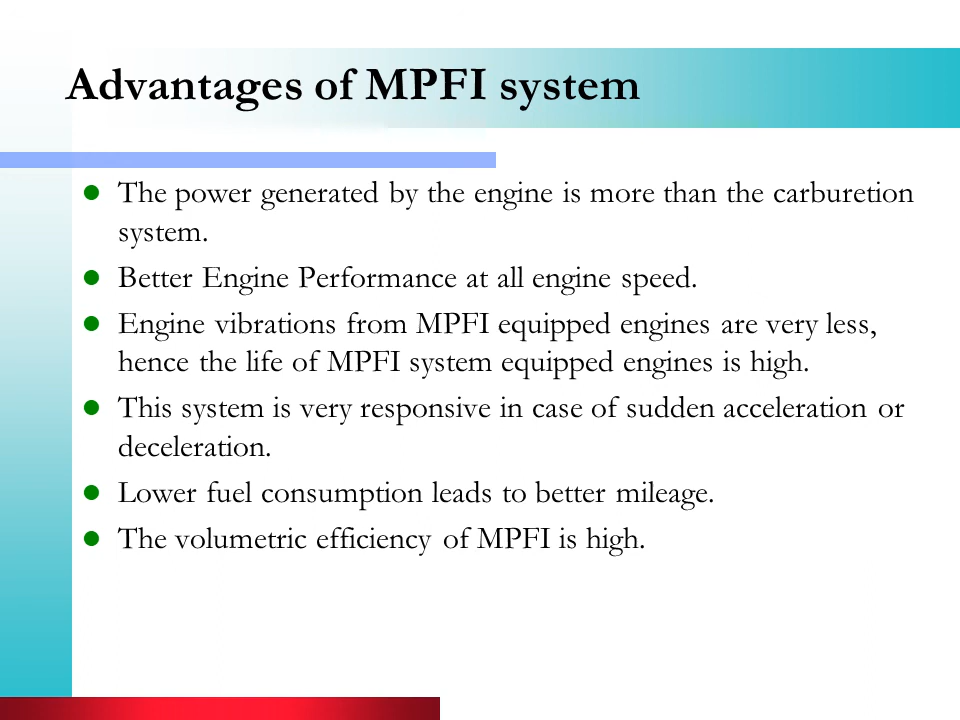 Advantages of MPFI system
The power generated by the engine is more than the carburetion
system.
Better Engine Performance at all engine speed.
Engine vibrations from MPFI equipped engines are very less,
hence the life of MPFI system equipped engines is high.
This system is very responsive in case of sudden acceleration or
deceleration.
Lower fuel consumption leads to better mileage.
The volumetric efficiency of MPFI is high.